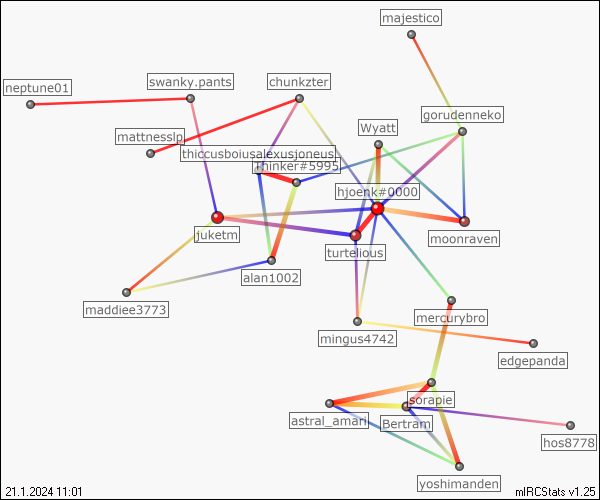 majestico
neptune01
swanky.pants
chunkzter
gorudenneko
mattnesslp
Wyatt
thiccusboiusalexusjoneus
Thinker#5995
hjoenk#0000
juketm
turtelious
moonraven
alan1002
maddiee3773
mercurybro
mingus4742
edgepanda
sorapie
astral_amari
Bertram
hos8778
yoshimanden
21.1.2024 11:01
mIRCStats v1.25